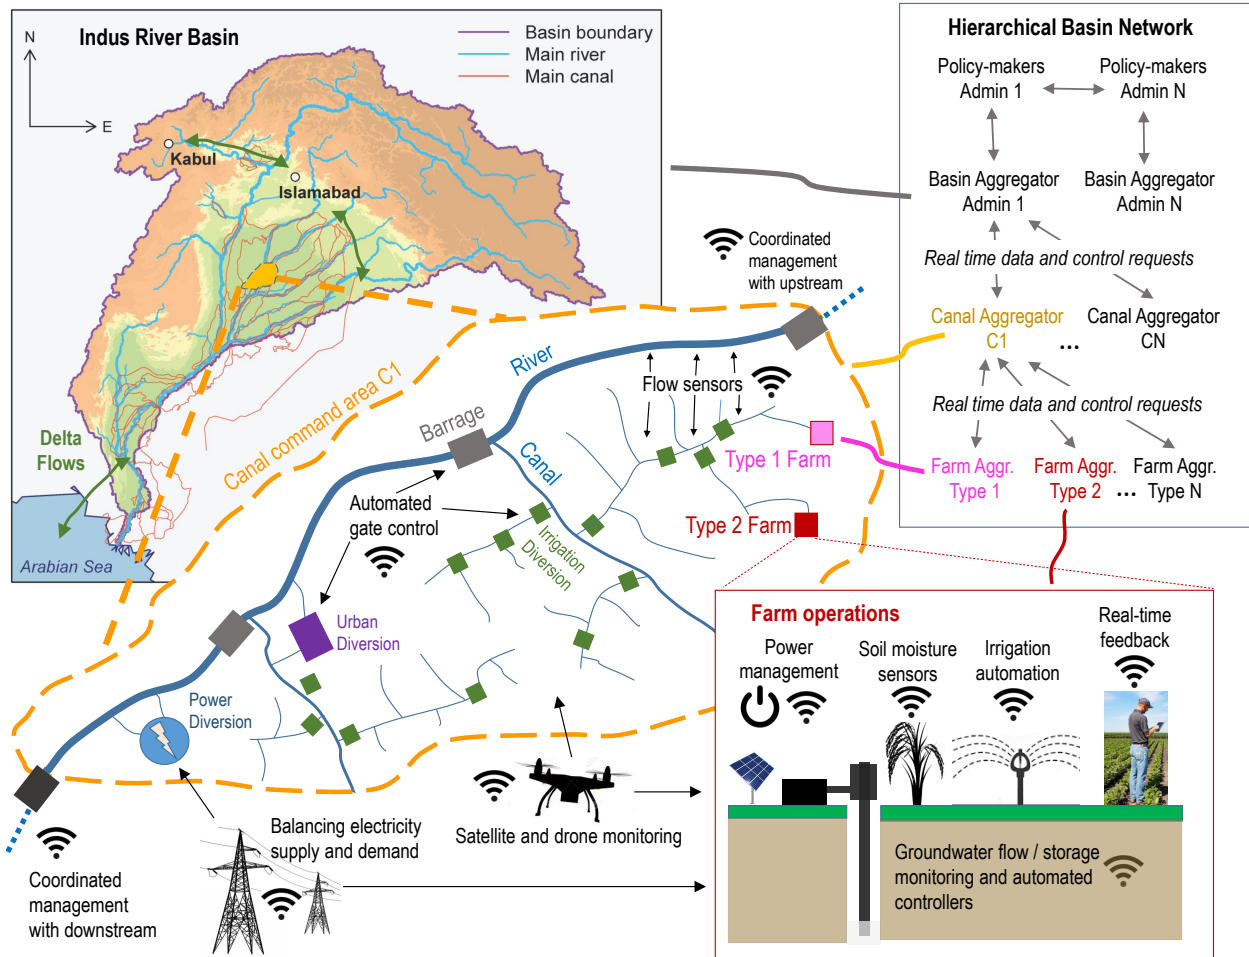 Indus River Basin
Basin boundary
Main river
Main canal
N
E
Kabul
Islamabad
Delta
Flows
Arabian Sea
Hierarchical Basin Network
Policy-makers
Admin 1
Policy-makers
Admin N
Basin Aggregator
Admin 1
Basin Aggregator
Admin N
Real time data and control requests
Canal Aggregator
C1
...
Canal Aggregator
CN
Real time data and control requests
Farm Aggr.
Type 1
Farm Aggr.
Type 2
...
Farm Aggr.
Type N
Coordinated
management
with upstream
Canal command area C1
River
Barrage
Flow sensors
Canal
Type 1 Farm
Type 2 Farm
Automated
gate control
Irrigation
Diversion
Urban
Diversion
Power
Diversion
Satellite and drone monitoring
Balancing electricity
supply and demand
Coordinated
management
with downstream
Farm operations
Power
management
Soil moisture
sensors
Irrigation
automation
Real-time
feedback
Groundwater flow / storage
monitoring and automated
controllers